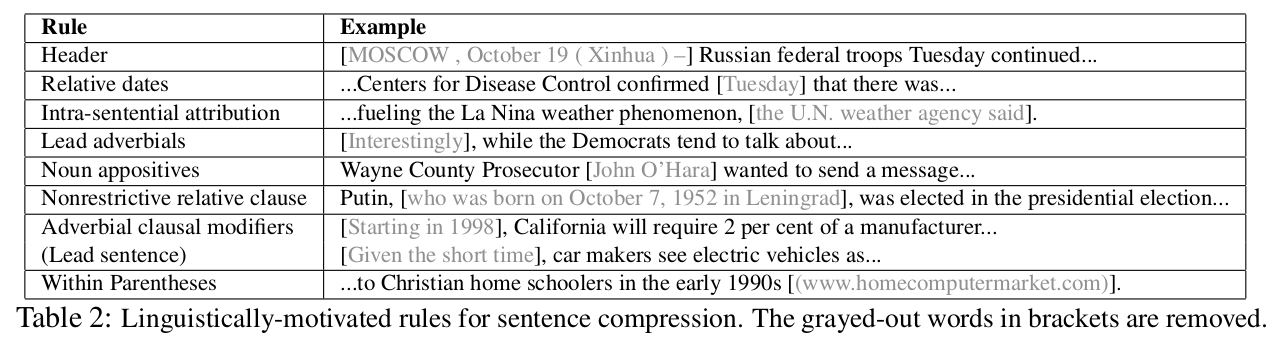 Rule Example
Header [MOSCOW , October 19 ( Xinhua ) –] Russian federal troops Tuesday continued...
Relative dates ...Centers for Disease Control confirmed [Tuesday] that there was...
Intra-sentential attribution ...fueling the La Nina weather phenomenon, [the U.N. weather agency said].
Lead adverbials [Interestingly], while the Democrats tend to talk about...
Noun appositives Wayne County Prosecutor [John O'Hara] wanted to send a message...
Nonrestrictive relative clause Putin, [who was born on October 7, 1952 in Leningrad], was elected in the presidential election...
Adverbial clausal modifiers [Starting in 1998], California will require 2 per cent of a manufacturer...
(Lead sentence) [Given the short time], car makers see electric vehicles as...
Within Parentheses ...to Christian home schoolers in the early 1990s [(www.homecomputermarket.com)].
Table 2: Linguistically-motivated rules for sentence compression. The grayed-out words in brackets are removed.